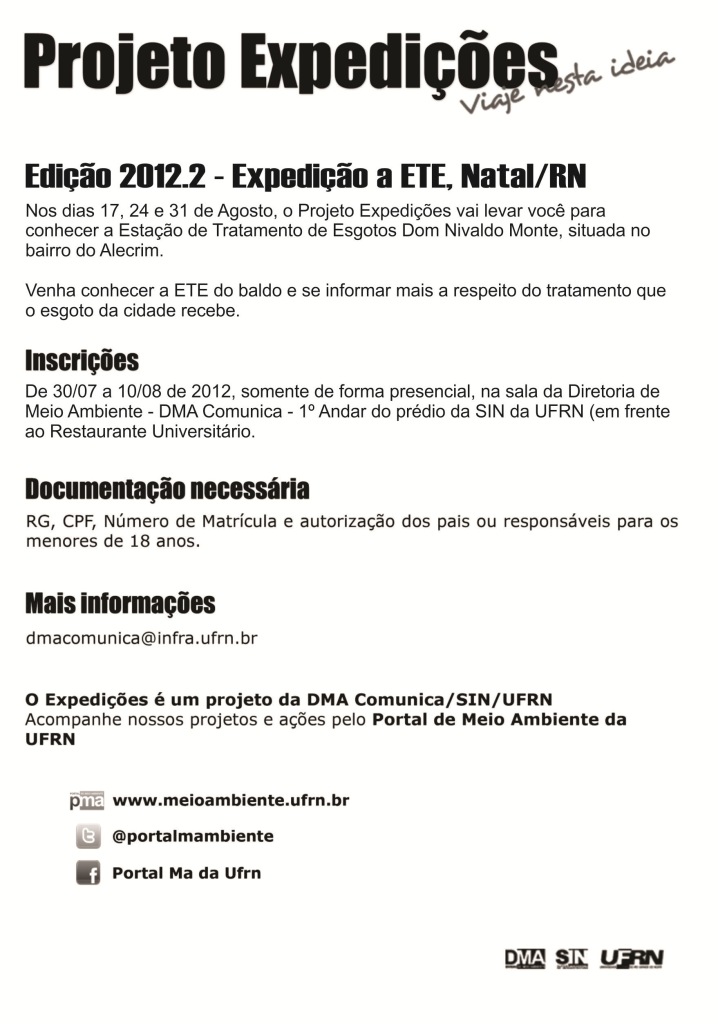 Projeto Expedições
Viaje nesta ideia
Edição 2012.2 - Expedição a ETE, Natal/RN
Nos dias 17, 24 e 31 de Agosto, o Projeto Expedições vai levar você para
conhecer a Estação de Tratamento de Esgotos Dom Nivaldo Monte, situada no
bairro do Alecrim.
Venha conhecer a ETE do baldo e se informar mais a respeito do tratamento que
o esgoto da cidade recebe.
Inscrições
De 30/07 a 10/08 de 2012, somente de forma presencial, na sala da Diretoria de
Meio Ambiente - DMA Comunica - 1º Andar do prédio da SIN da UFRN (em frente
ao Restaurante Universitário.
Documentação necessária
RG, CPF, Número de Matrícula e autorização dos pais ou responsáveis para os
menores de 18 anos.
Mais informações
dmacomunica@infra.ufrn.br
O Expedições é um projeto da DMA Comunica/SIN/UFRN
Acompanhe nossos projetos e ações pelo Portal de Meio Ambiente da
UFRN
pma www.meioambiente.ufrn.br
t @portalmambiente
f Portal Ma da Ufrn
DMA SIN UFRN